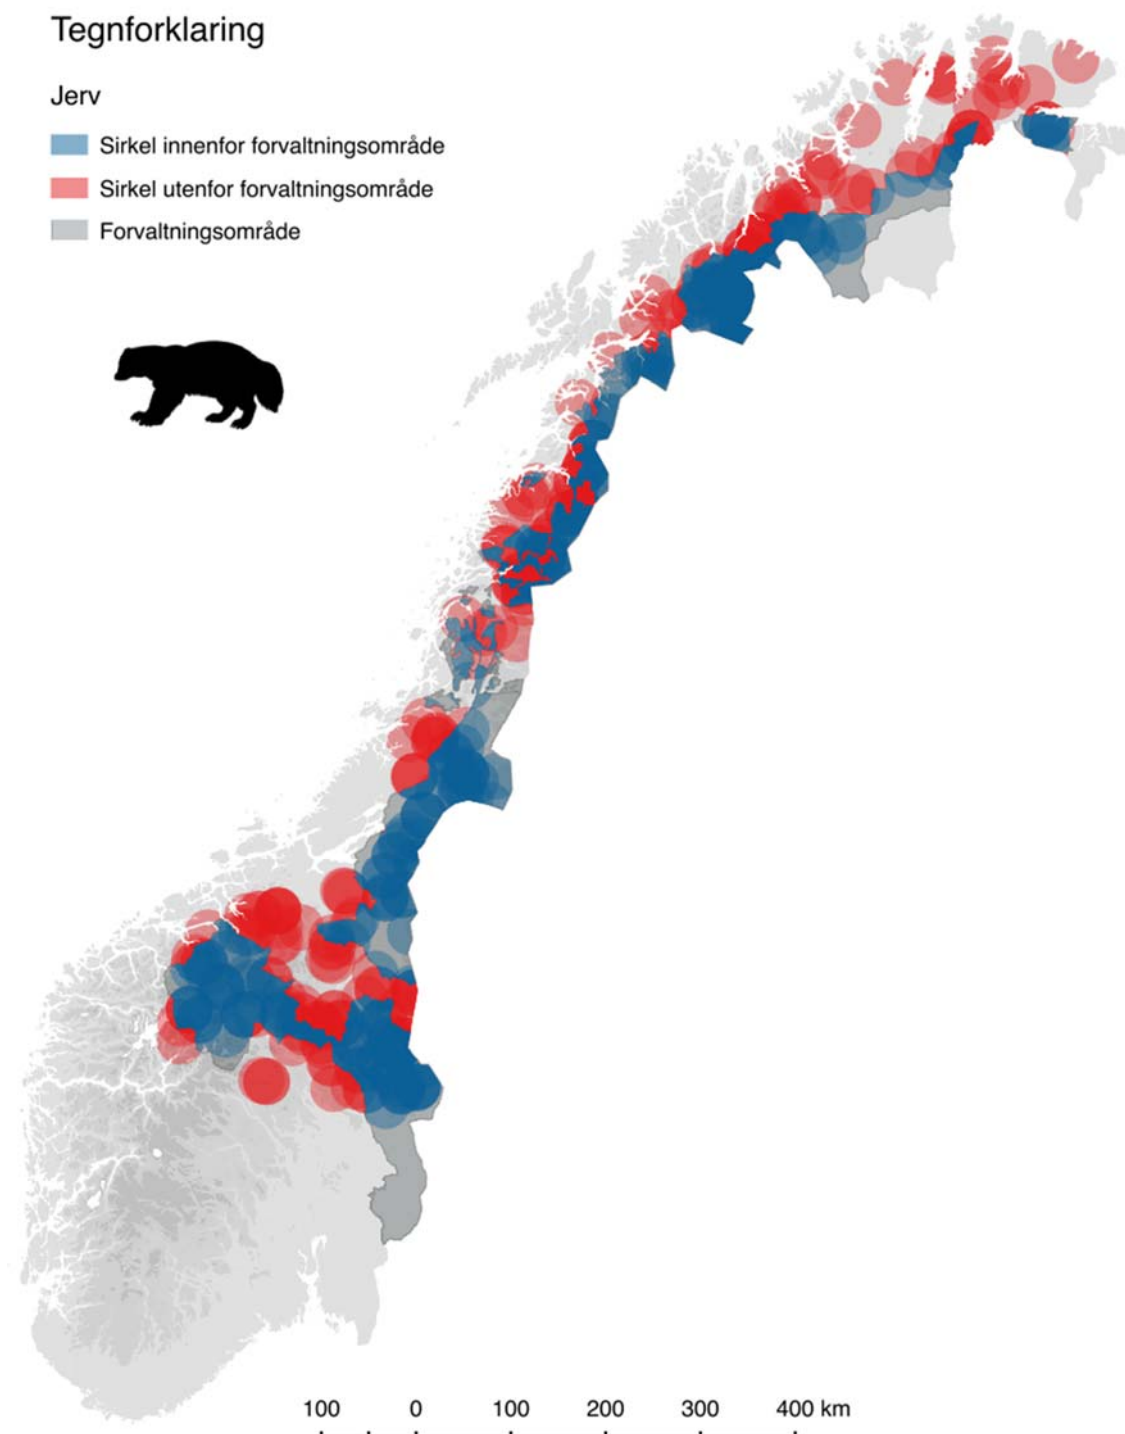 Tegnforklaring
Jerv
Sirkel innenfor forvaltningsområde
Sirkel utenfor forvaltningsområde
Forvaltningsområde
100 0 100 200 300 400 km